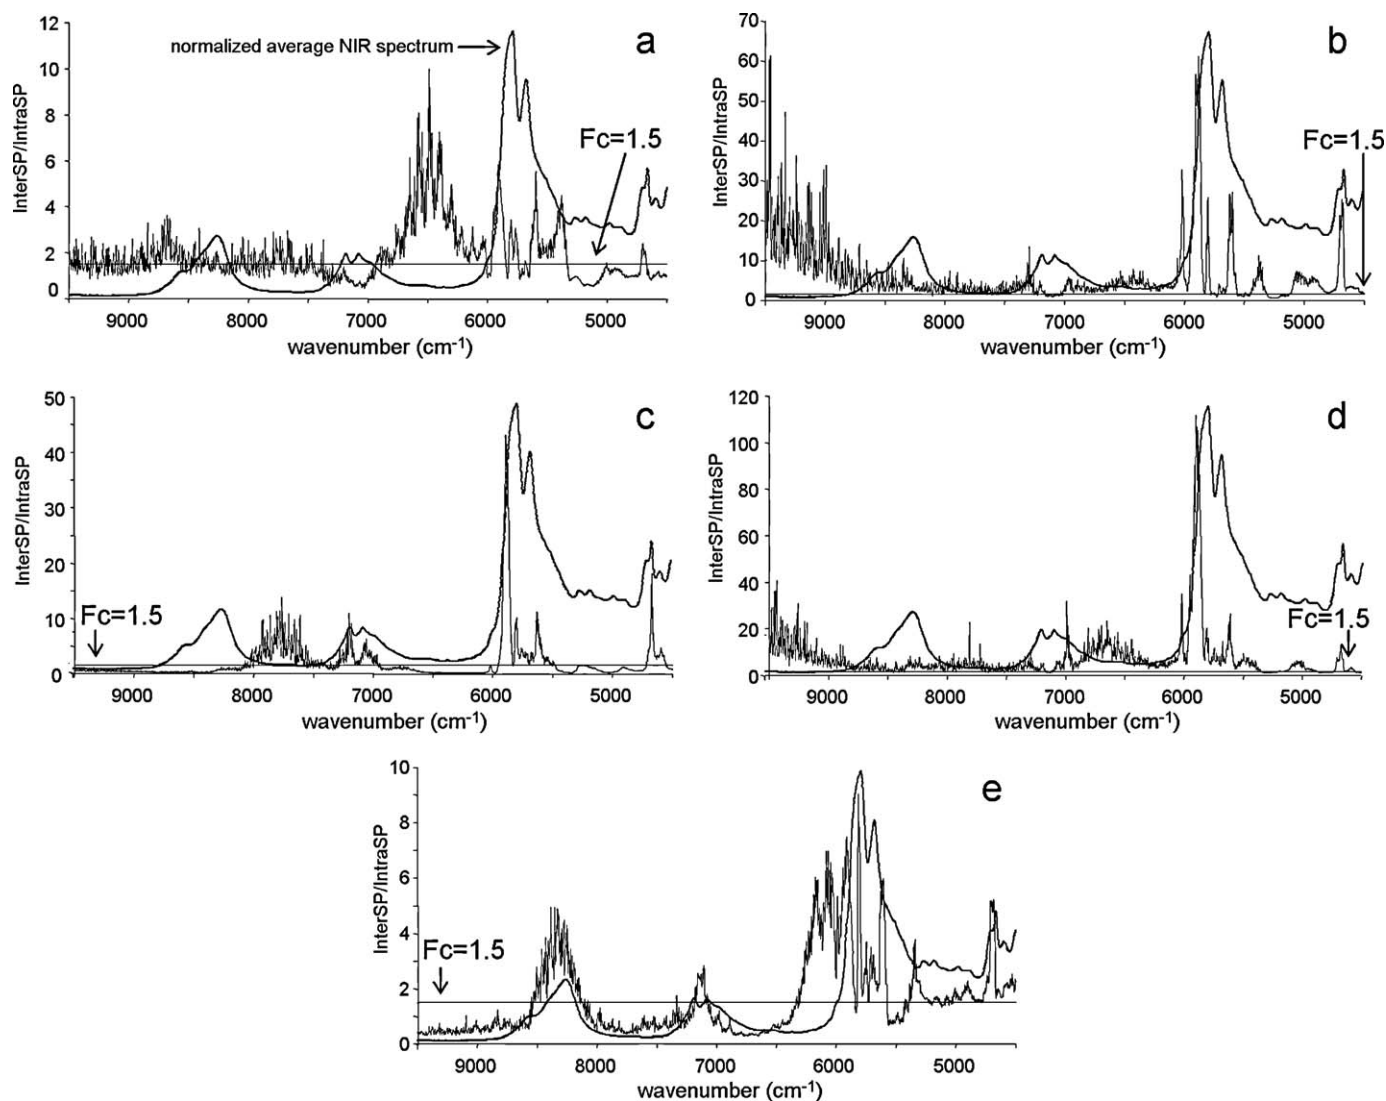 a
12
10
8
6
4
2
0
InterSP/IntraSP
normalized average NIR spectrum
Fc=1.5
9000 8000 7000 6000 5000
wavenumber (cm-1)
b
70
60
50
40
30
20
10
0
InterSP/IntraSP
Fc=1.5
9000 8000 7000 6000 5000
wavenumber (cm-1)
c
50
40
30
20
10
0
InterSP/IntraSP
Fc=1.5
9000 8000 7000 6000 5000
wavenumber (cm-1)
d
120
100
80
60
40
20
0
InterSP/IntraSP
Fc=1.5
9000 8000 7000 6000 5000
wavenumber (cm-1)
e
10
8
6
4
2
0
InterSP/IntraSP
Fc=1.5
9000 8000 7000 6000 5000
wavenumber (cm-1)